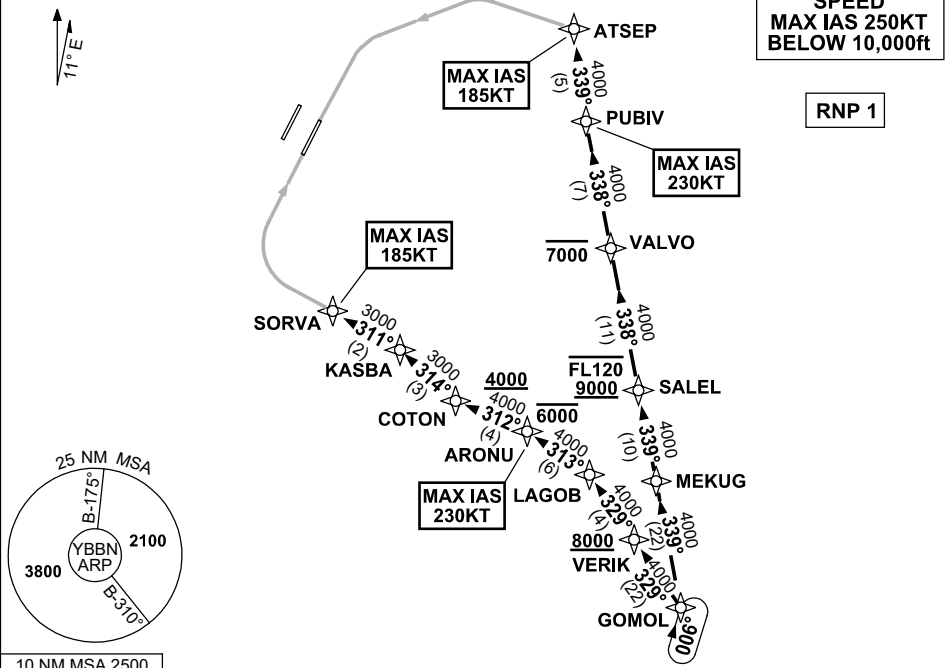 SPEED
MAX IAS 250KT
BELOW 10,000ft
11° E
ATSEP
MAX IAS
185KT
4000
339°
(5)
PUBIV
RNP 1
MAX IAS
230KT
4000
338°
(7)
MAX IAS
185KT
VALVO
7000
SORVA
3000
311°
(2)
KASBA
4000
338°
(11)
3000
314°
(3)
COTON
FL120
9000
SALEL
4000
4000
312°
(4)
6000
ARONU
4000
313°
(6)
LAGOB
4000
339°
(10)
MEKUG
MAX IAS
230KT
4000
329°
(4)
8000
VERIK
4000
339°
(22)
4000
329°
(22)
GOMOL
006°
25 NM MSA
B-175°
YBBN
ARP
2100
3800
B-310°
10 NM MSA 2500